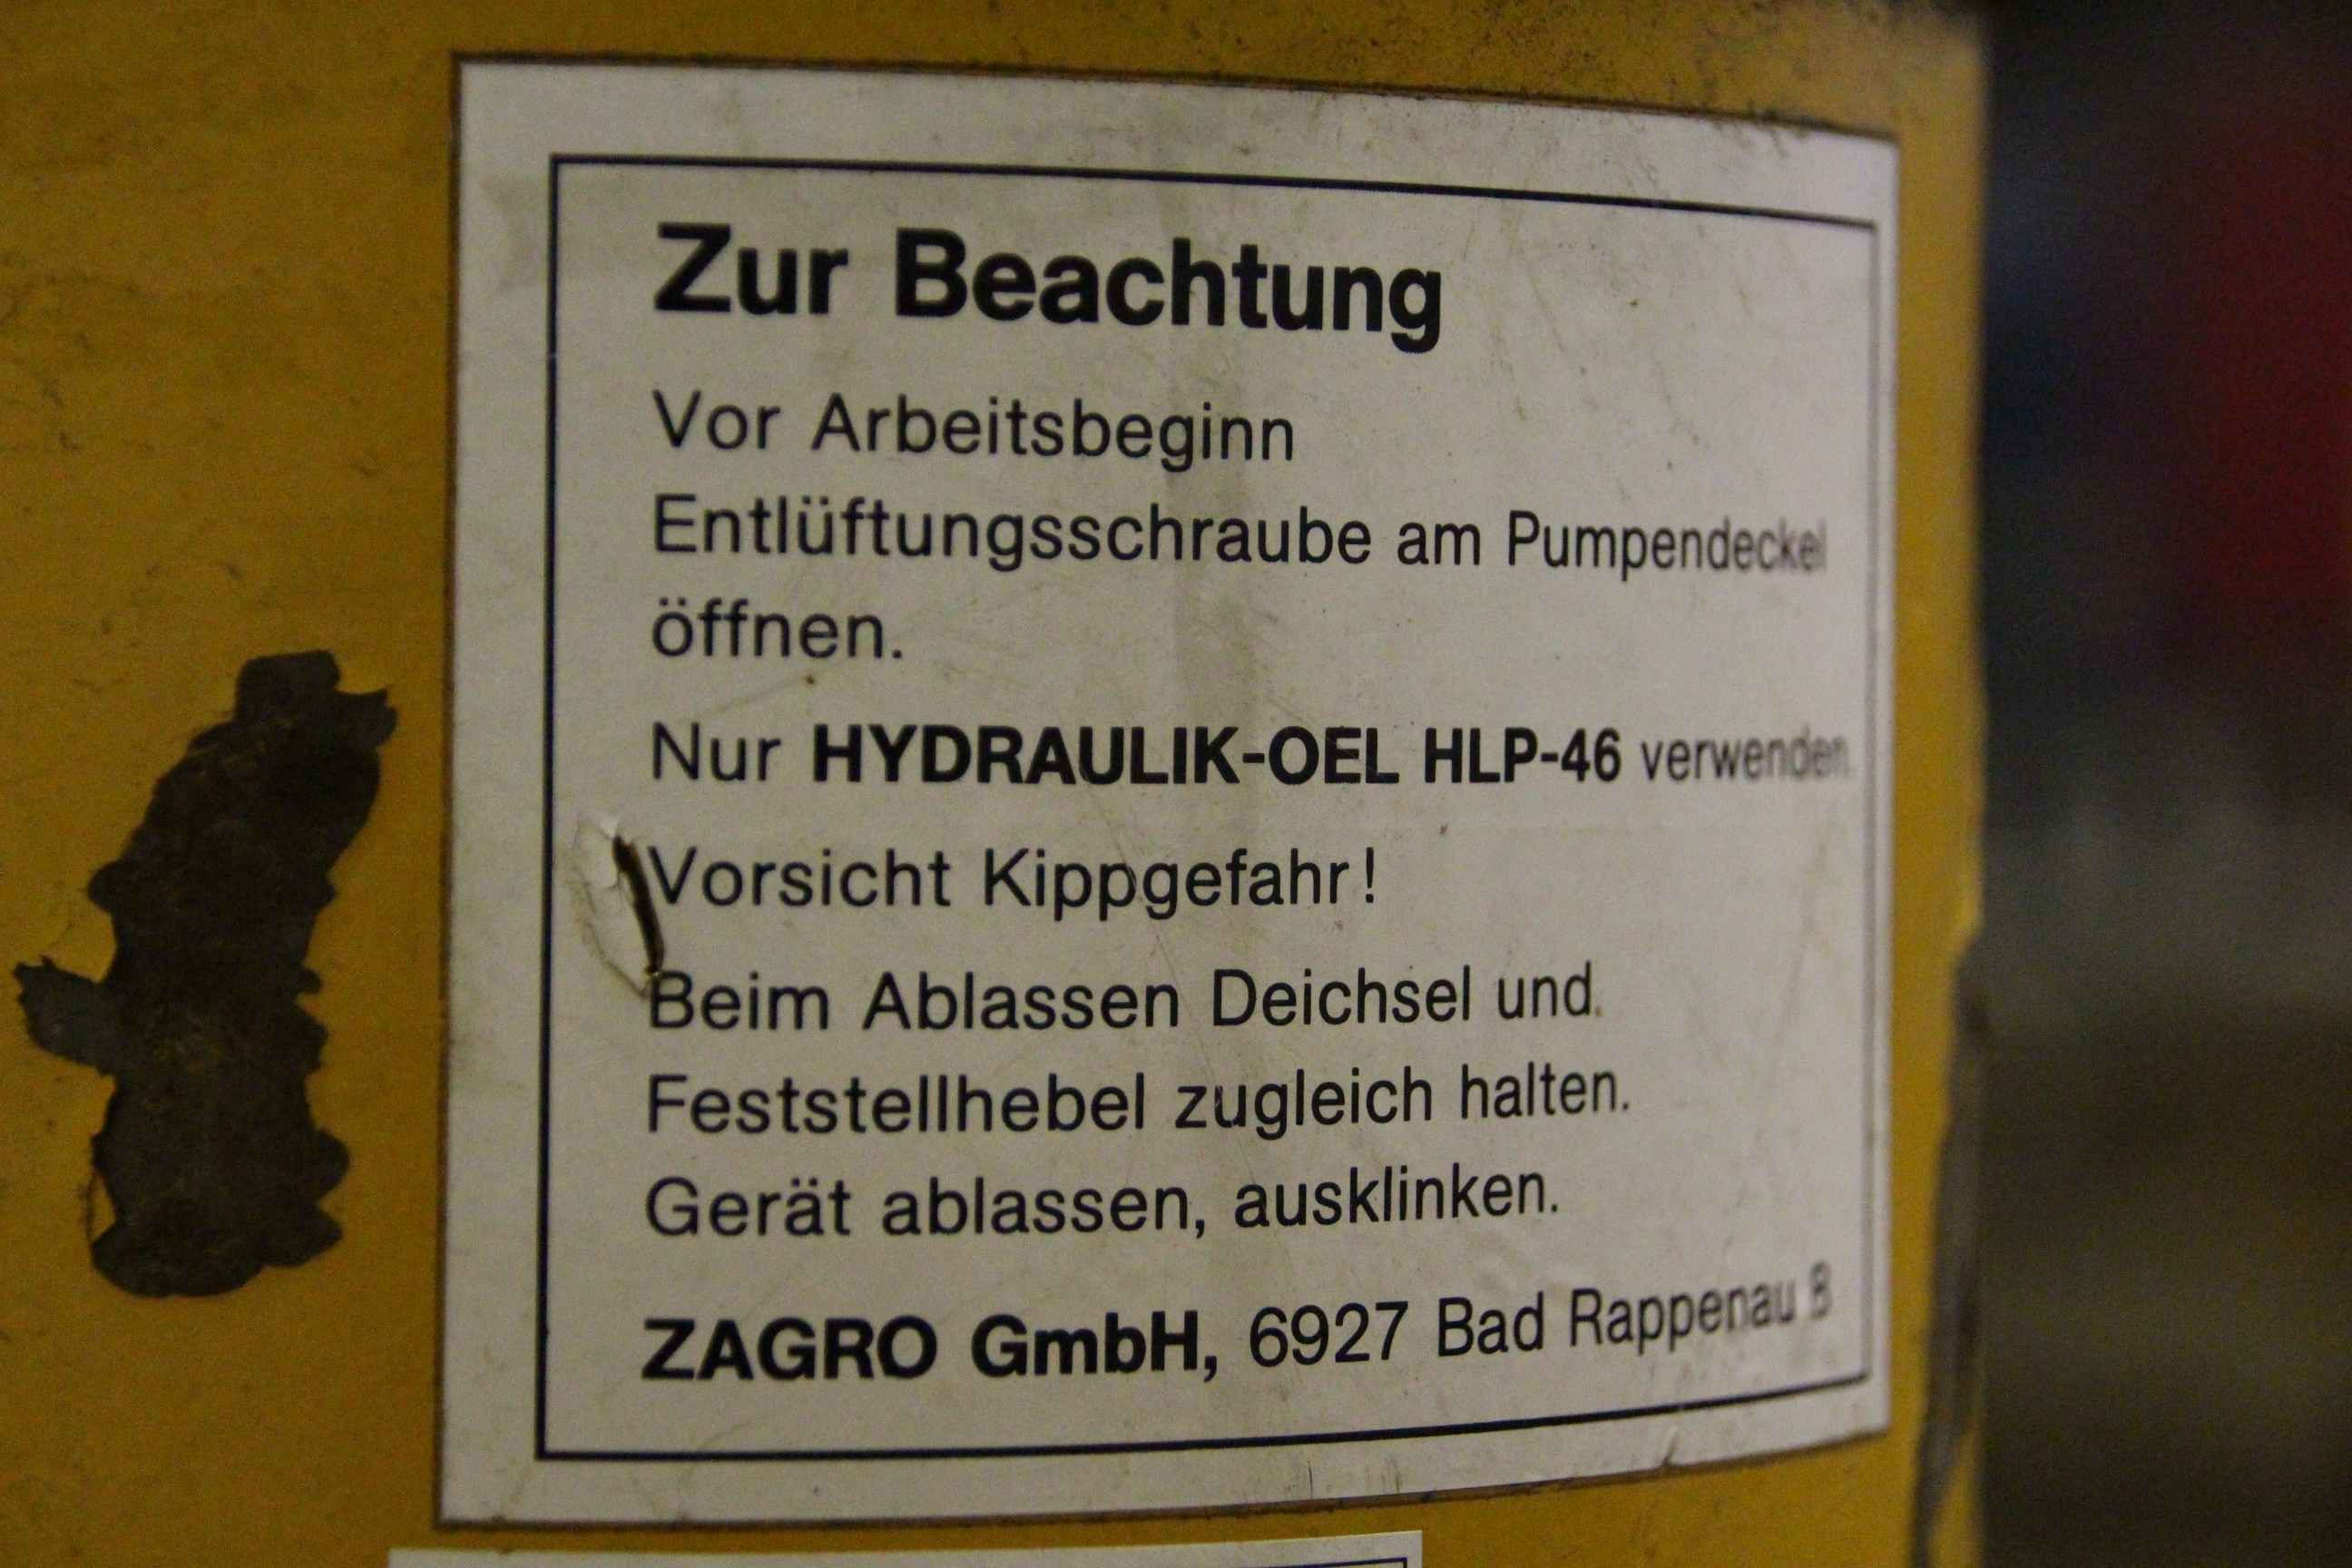 Zur Beachtung
Vor Arbeitsbeginn
Entlüftungsschraube am Pumpendeckel
öffnen.
Nur HYDRAULIK-OEL HLP-46 verwenden.
Vorsicht Kippgefahr!
Beim Ablassen Deichsel und
Feststellhebel zugleich halten.
Gerät ablassen, ausklinken.
ZAGRO GmbH, 6927 Bad Rappenau